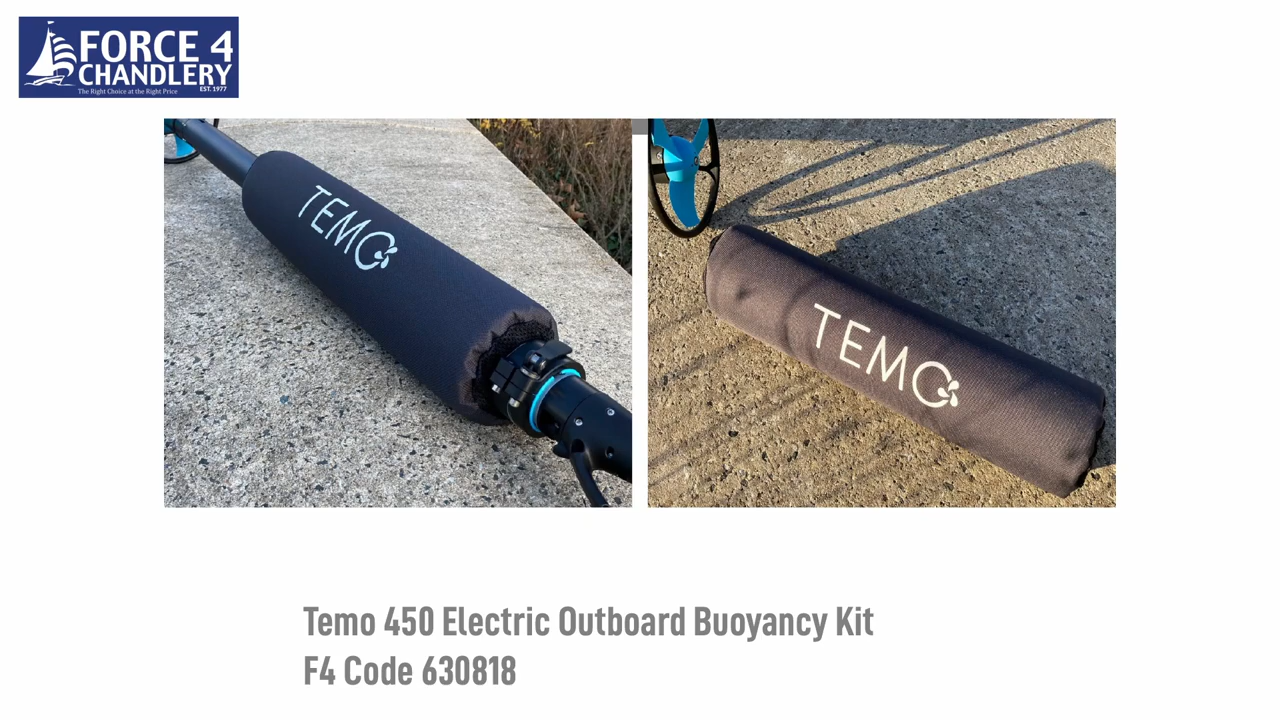 FORCE 4
CHANDLERY
The Right Choice at the Right Price
EST. 1977
TEMO
TEMO
Temo 450 Electric Outboard Buoyancy Kit
F4 Code 630818